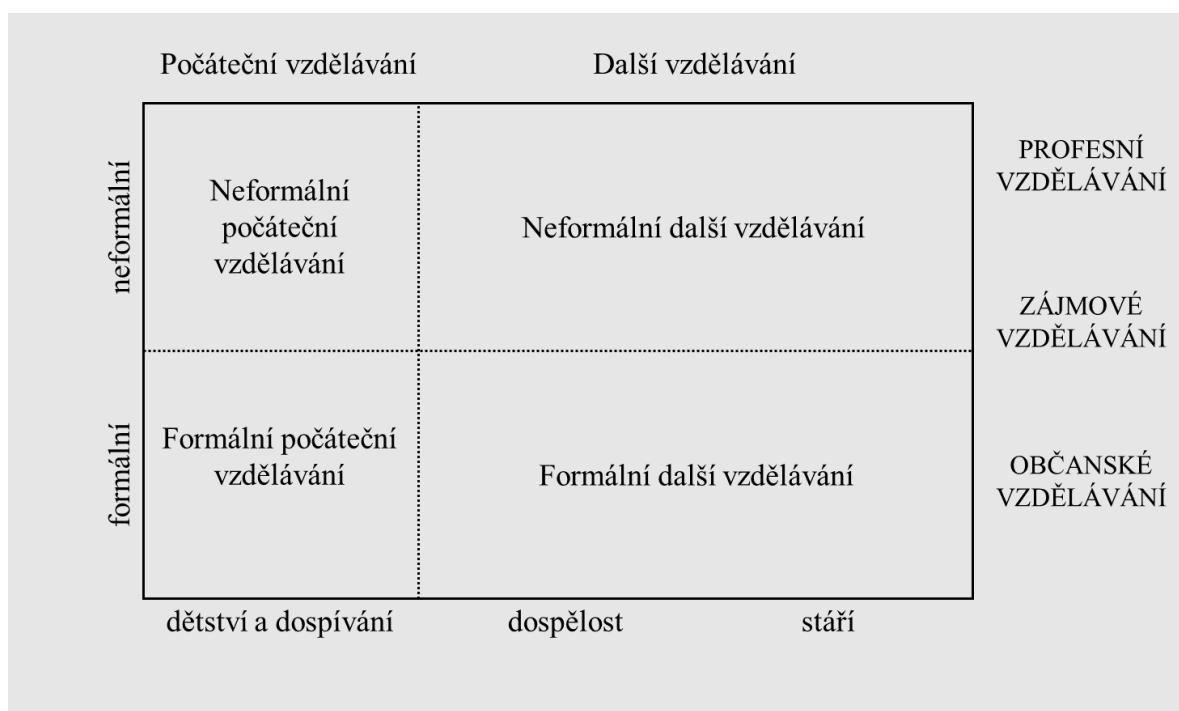 Počáteční vzdělávání
Další vzdělávání
neformální
Neformální
počáteční
vzdělávání
Neformální další vzdělávání
PROFESNÍ
VZDĚLÁVÁNÍ
ZÁJMOVÉ
VZDĚLÁVÁNÍ
formální
Formální počáteční
vzdělávání
Formální další vzdělávání
OBČANSKÉ
VZDĚLÁVÁNÍ
dětství a dospívání
dospělost
stáří